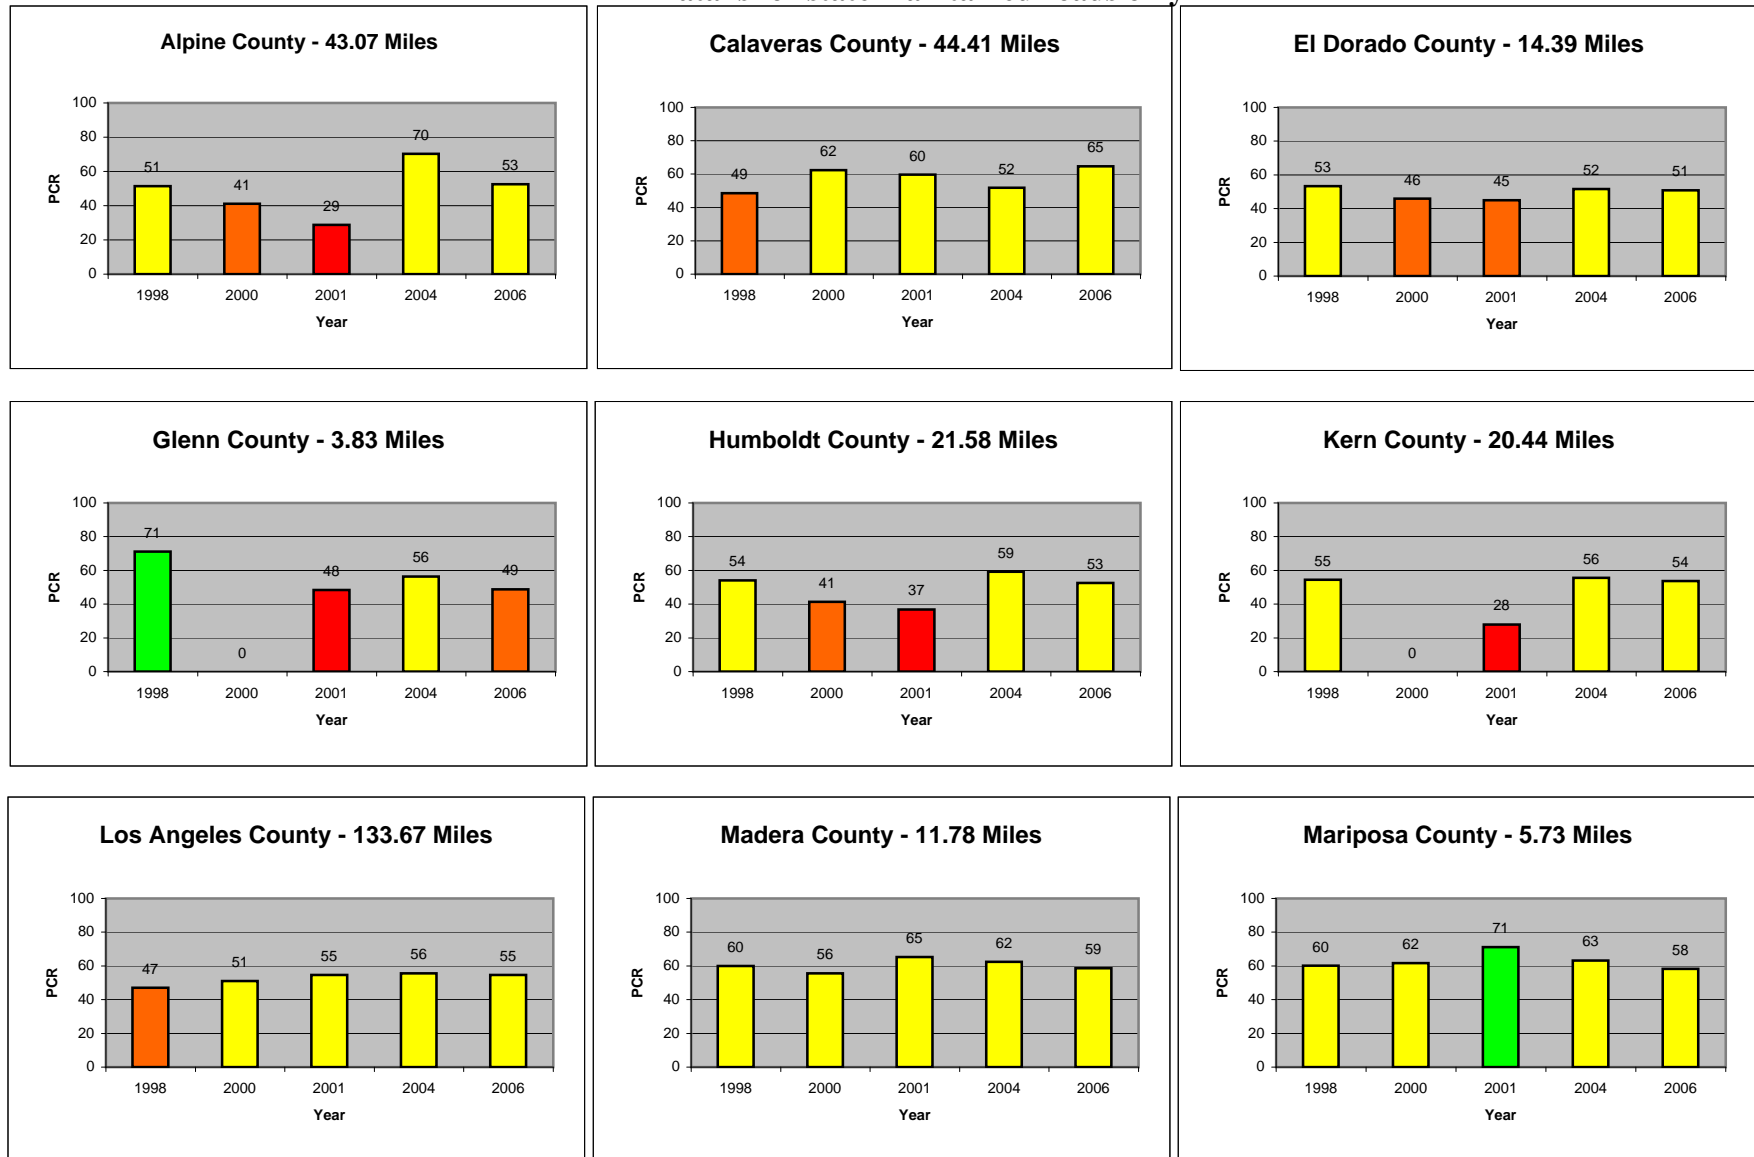 Alpine County - 43.07 Miles
100
80
60
40
20
0
PCR
51
41
29
70
53
1998 2000 2001 2004 2006
Year
Calaveras County - 44.41 Miles
100
80
60
40
20
0
PCR
49
62
60
52
65
1998 2000 2001 2004 2006
Year
El Dorado County - 14.39 Miles
100
80
60
40
20
0
PCR
53
46
45
52
51
1998 2000 2001 2004 2006
Year
Glenn County - 3.83 Miles
100
80
60
40
20
0
PCR
71
0
48
56
49
1998 2000 2001 2004 2006
Year
Humboldt County - 21.58 Miles
100
80
60
40
20
0
PCR
54
41
37
59
53
1998 2000 2001 2004 2006
Year
Kern County - 20.44 Miles
100
80
60
40
20
0
PCR
55
0
28
56
54
1998 2000 2001 2004 2006
Year
Los Angeles County - 133.67 Miles
100
80
60
40
20
0
PCR
47
51
55
56
55
1998 2000 2001 2004 2006
Year
Madera County - 11.78 Miles
100
80
60
40
20
0
PCR
60
56
65
62
59
1998 2000 2001 2004 2006
Year
Mariposa County - 5.73 Miles
100
80
60
40
20
0
PCR
60
62
71
63
58
1998 2000 2001 2004 2006
Year